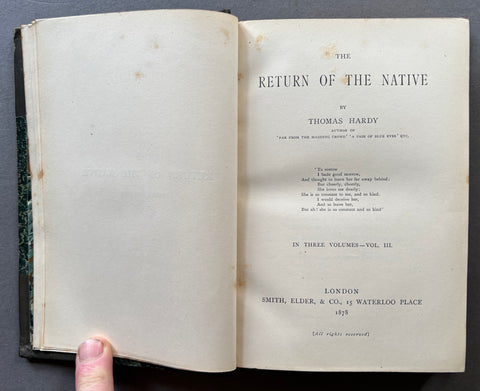 THE
RETURN OF THE NATIVE
BY
THOMAS HARDY
AUTHOR OF
'FAR FROM THE MADDING CROWD' 'A PAIR OF BLUE EYES' ETC.
'To sorrow
I bade good morrow,
And thought to leave her far away behind;
But cheerly, cheerly,
She loves me dearly;
She is so constant to me, and so kind.
I would deceive her,
And so leave her,
But ah! she is so constant and so kind'
IN THREE VOLUMES—VOL. III.
LONDON
SMITH, ELDER, & CO., 15 WATERLOO PLACE
1878
[All rights reserved]